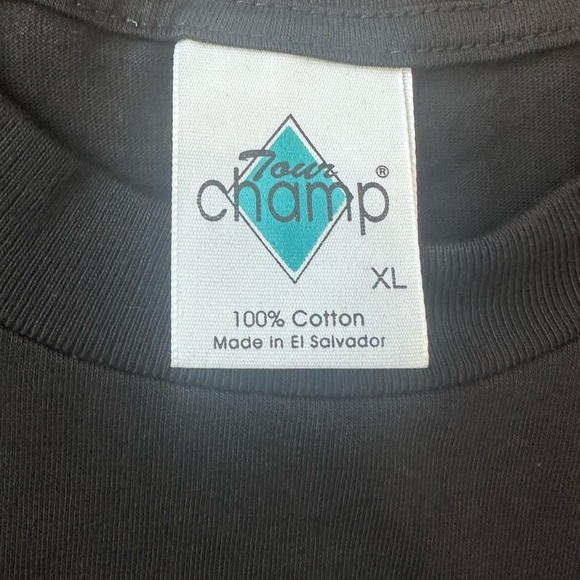 Tour
champ®
XL
100% Cotton
Made in El Salvador